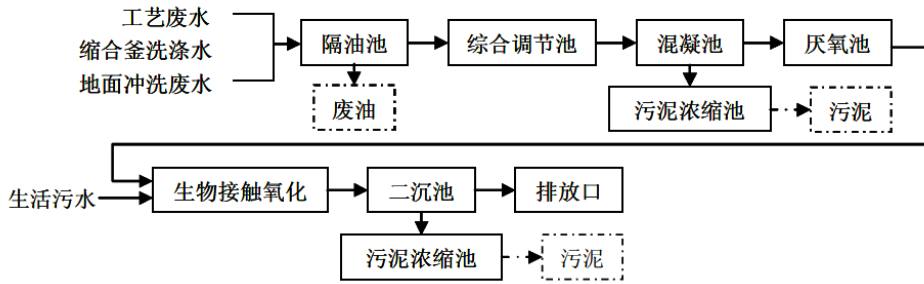 工艺废水
缩合釜洗涤水
地面冲洗废水
隔油池
综合调节池
混凝池
厌氧池
废油
污泥浓缩池
污泥
生活污水
生物接触氧化
二沉池
排放口
污泥浓缩池
污泥